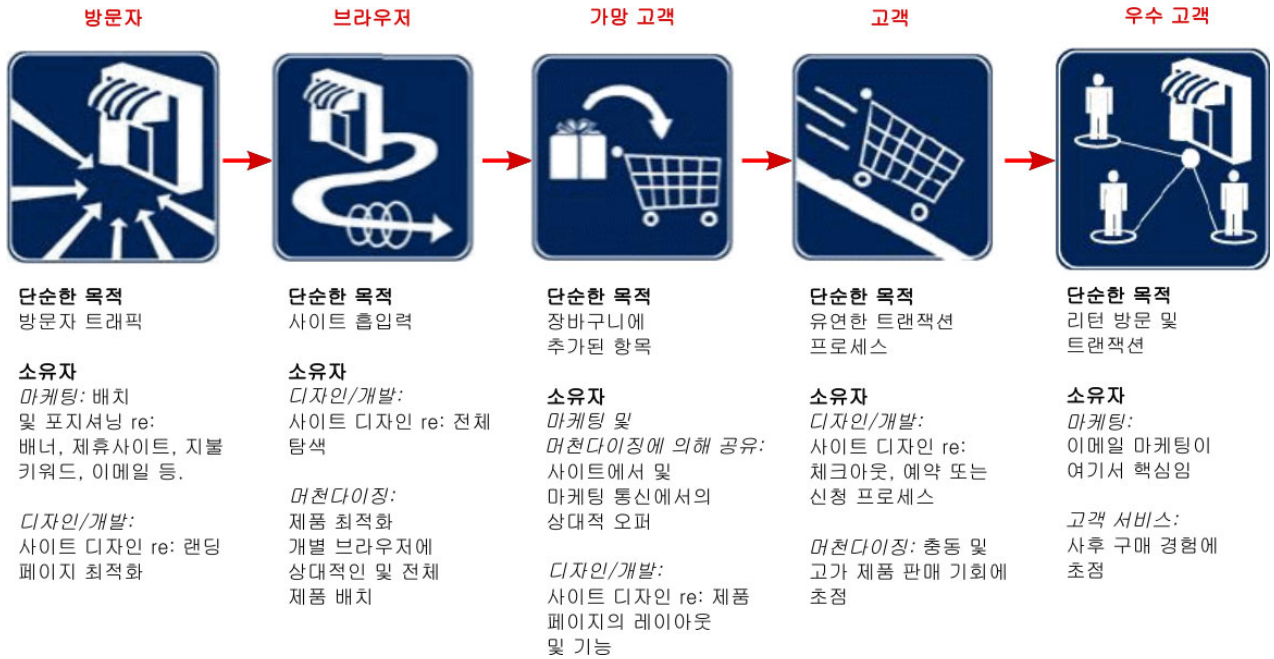 방문자
브라우저
가망 고객
고객
우수 고객
단순한 목적
방문자 트래픽
소유자
마케팅: 배치
및 포지셔닝 re:
배너, 제휴사이트, 지불
키워드, 이메일 등.
디자인/개발:
사이트 디자인 re: 랜딩
페이지 최적화
단순한 목적
사이트 흡입력
소유자
디자인/개발:
사이트 디자인 re: 전체
탐색
머천다이징:
제품 최적화
개별 브라우저에
상대적인 및 전체
제품 배치
단순한 목적
장바구니에
추가된 항목
소유자
마케팅 및
머천다이징에 의해 공유:
사이트에서 및
마케팅 통신에서의
상대적 오퍼
디자인/개발:
사이트 디자인 re: 제품
페이지의 레이아웃
및 기능
단순한 목적
유연한 트랜잭션
프로세스
소유자
디자인/개발:
사이트 디자인 re:
체크아웃, 예약 또는
신청 프로세스
머천다이징: 충동 및
고가 제품 판매 기회에
초점
단순한 목적
리턴 방문 및
트랜잭션
소유자
마케팅:
이메일 마케팅이
여기서 핵심임
고객 서비스:
사후 구매 경험에
초점